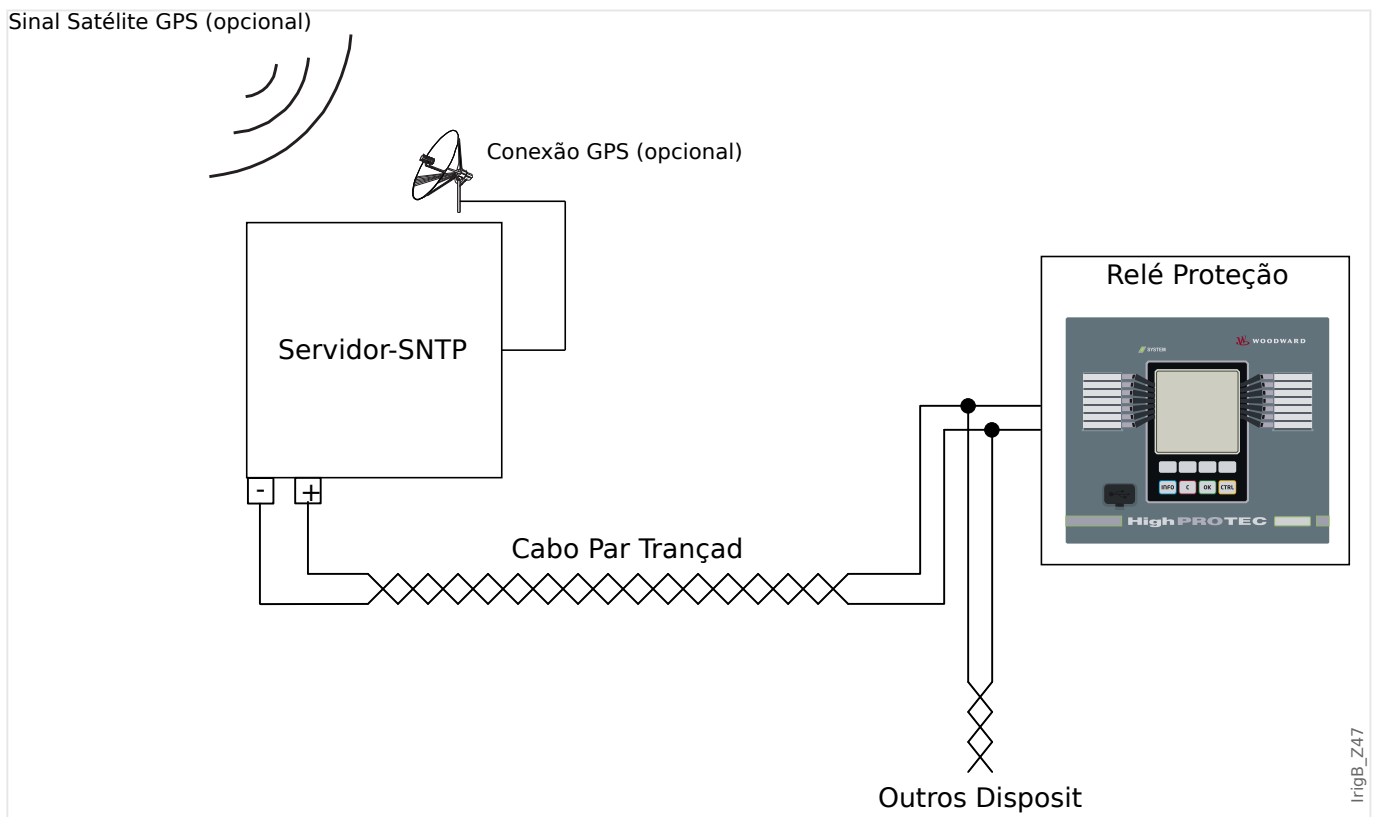 Sinal Satélite GPS (opcional)
Conexão GPS (opcional)
Relé Proteção
WOODWARD
SYSTEM
Servidor-SNTP
INFO C OK CTRL
- +
HighPROTEC
Cabo Par Trançad
Outros Disposit
IrigB_Z47